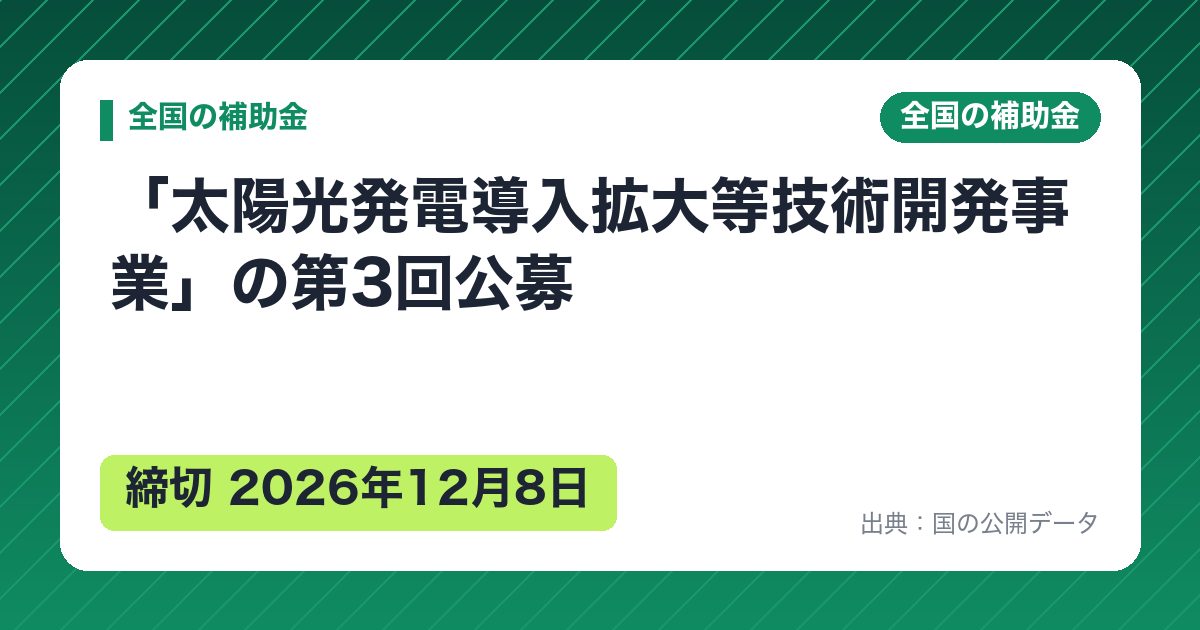 全国の補助金
全国の補助金
「太陽光発電導入拡大等技術開発事
業」の第3回公募
締切 2026年12月8日
出典：国の公開データ